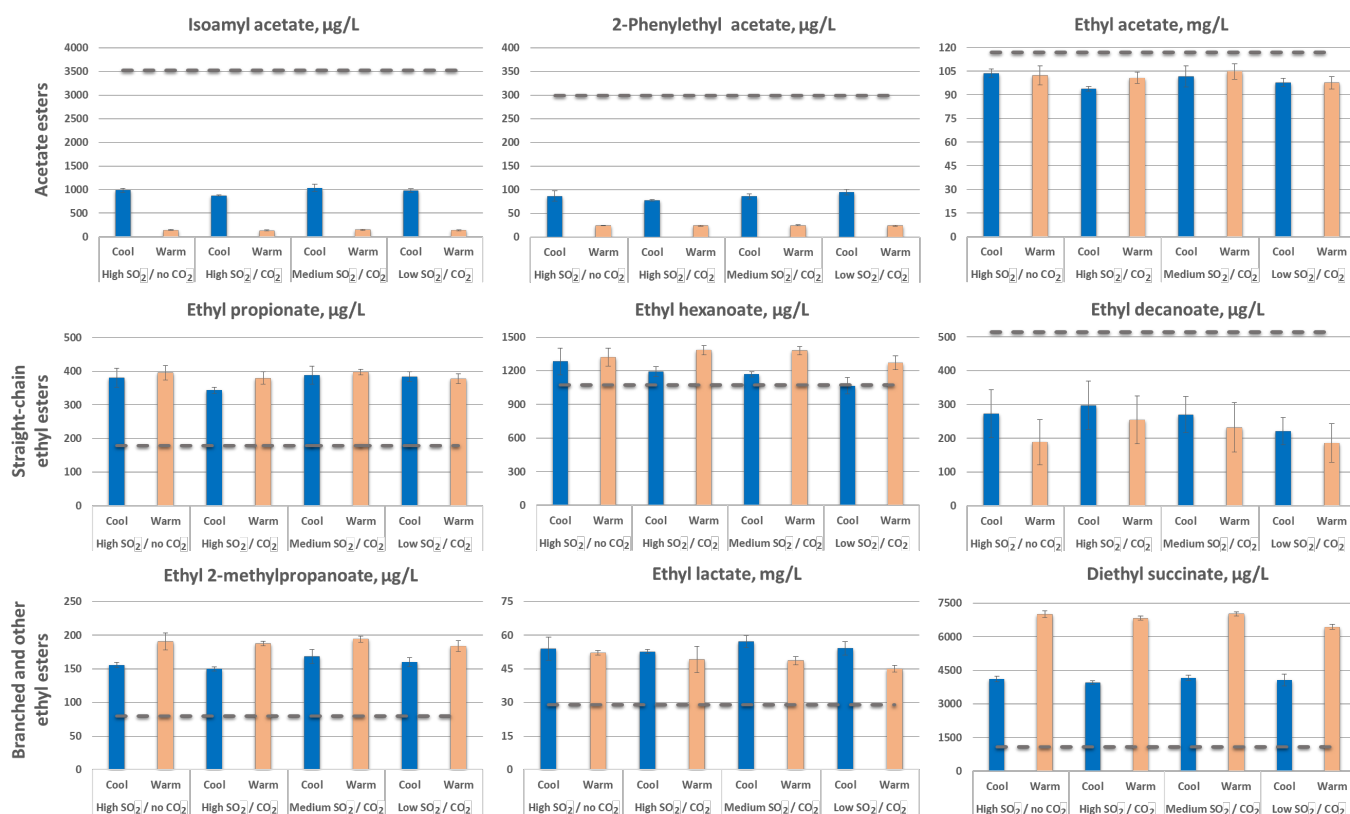 Isoamyl acetate, µg/L
2-Phenylethyl acetate, µg/L
Ethyl acetate, mg/L
Acetate esters
4000
3500
3000
2500
2000
1500
1000
500
0
Cool Warm Cool Warm Cool Warm Cool Warm
High SO2 / no CO2 High SO2 / CO2 Medium SO2 / CO2 Low SO2 / CO2
400
350
300
250
200
150
100
50
0
Cool Warm Cool Warm Cool Warm Cool Warm
High SO2 / no CO2 High SO2 / CO2 Medium SO2 / CO2 Low SO2 / CO2
120
105
90
75
60
45
30
15
0
Cool Warm Cool Warm Cool Warm Cool Warm
High SO2 / no CO2 High SO2 / CO2 Medium SO2 / CO2 Low SO2 / CO2
Ethyl propionate, µg/L
Ethyl hexanoate, µg/L
Ethyl decanoate, µg/L
Straight-chain
ethyl esters
500
400
300
200
100
0
Cool Warm Cool Warm Cool Warm Cool Warm
High SO2 / no CO2 High SO2 / CO2 Medium SO2 / CO2 Low SO2 / CO2
1500
1200
900
600
300
0
Cool Warm Cool Warm Cool Warm Cool Warm
High SO2 / no CO2 High SO2 / CO2 Medium SO2 / CO2 Low SO2 / CO2
500
400
300
200
100
0
Cool Warm Cool Warm Cool Warm Cool Warm
High SO2 / no CO2 High SO2 / CO2 Medium SO2 / CO2 Low SO2 / CO2
Ethyl 2-methylpropanoate, µg/L
Ethyl lactate, mg/L
Diethyl succinate, µg/L
Branched and other
ethyl esters
250
200
150
100
50
0
Cool Warm Cool Warm Cool Warm Cool Warm
High SO2 / no CO2 High SO2 / CO2 Medium SO2 / CO2 Low SO2 / CO2
75
60
45
30
15
0
Cool Warm Cool Warm Cool Warm Cool Warm
High SO2 / no CO2 High SO2 / CO2 Medium SO2 / CO2 Low SO2 / CO2
7500
6000
4500
3000
1500
0
Cool Warm Cool Warm Cool Warm Cool Warm
High SO2 / no CO2 High SO2 / CO2 Medium SO2 / CO2 Low SO2 / CO2